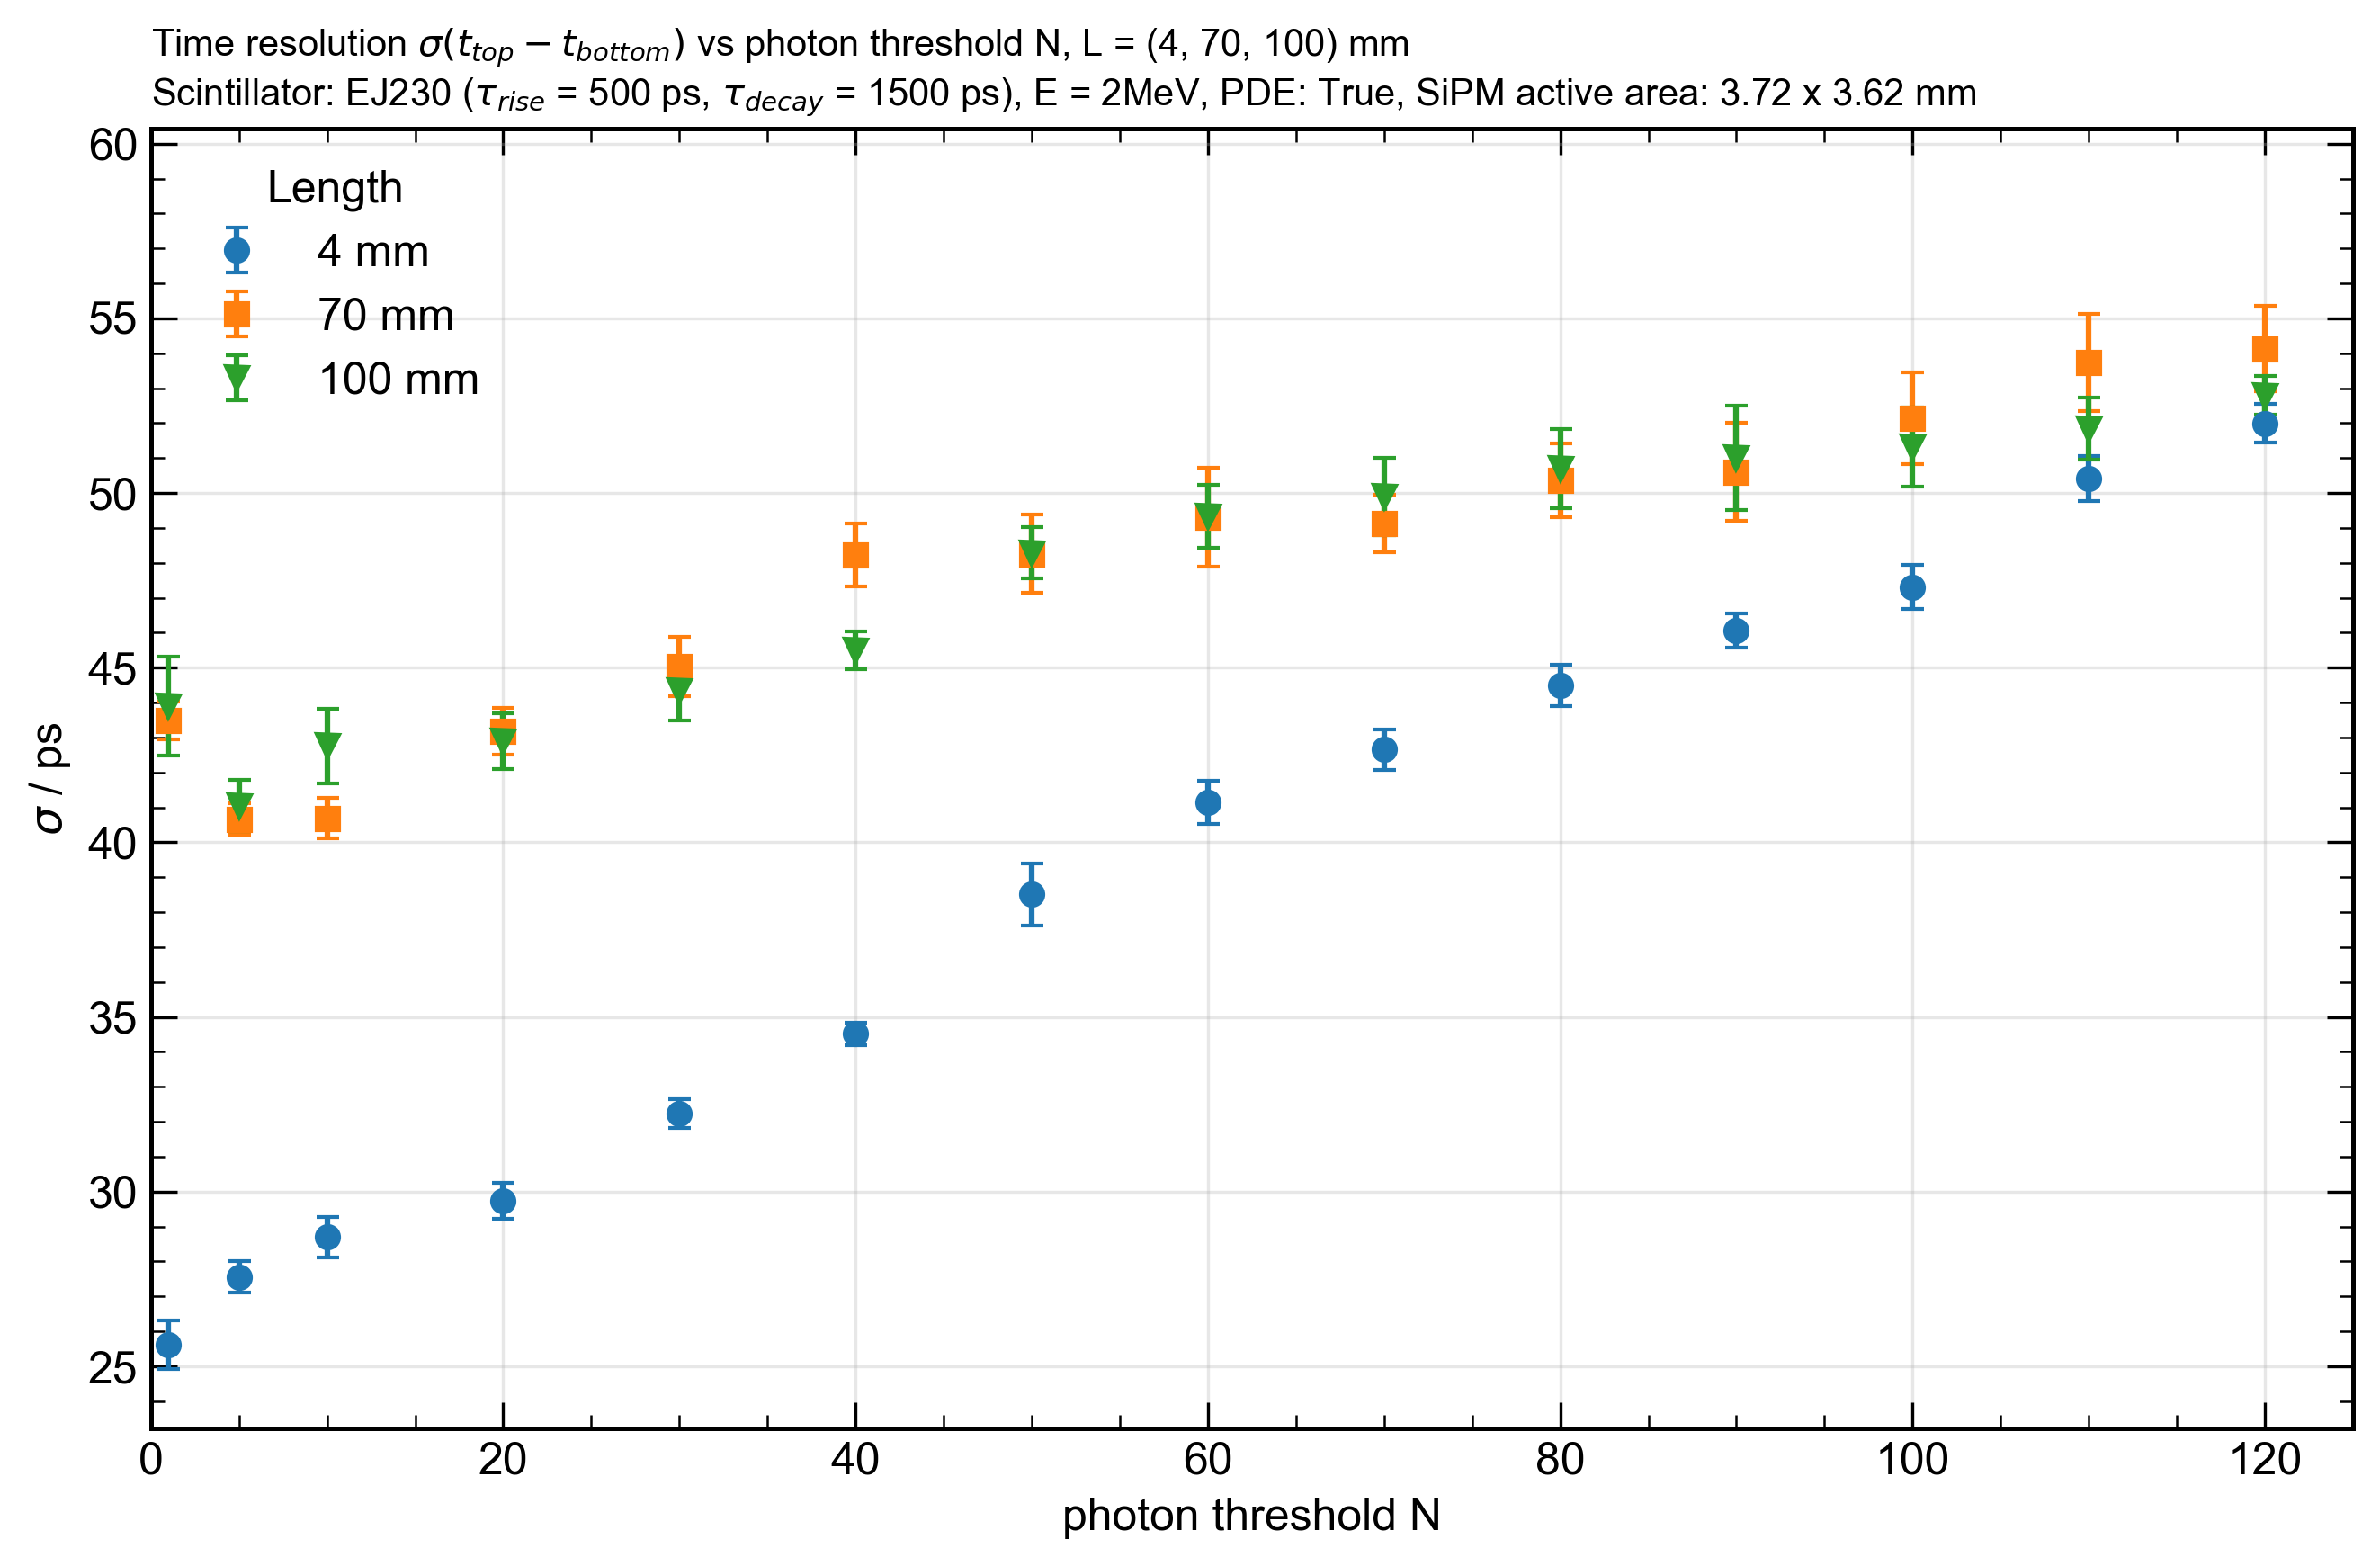 Time resolution σ(t_top − t_bottom) vs photon threshold N, L = (4, 70, 100) mm
Scintillator: EJ230 (τ_rise = 500 ps, τ_decay = 1500 ps), E = 2MeV, PDE: True, SiPM active area: 3.72 x 3.62 mm
60
Length
4 mm
55
70 mm
100 mm
50
45
σ / ps
40
35
30
25
0 20 40 60 80 100 120
photon threshold N